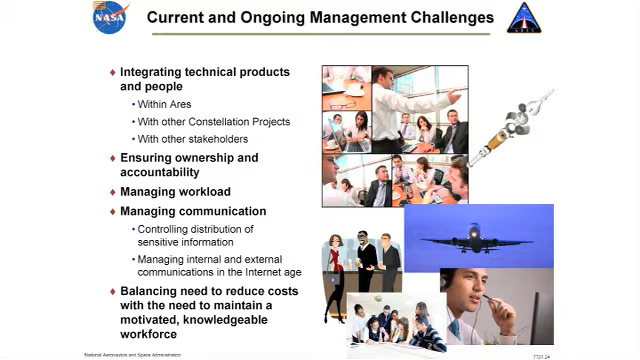 NASA
Current and Ongoing Management Challenges
ARES
♦ Integrating technical products
and people
• Within Ares
• With other Constellation Projects
• With other stakeholders
♦ Ensuring ownership and
accountability
♦ Managing workload
♦ Managing communication
• Controlling distribution of
sensitive information
• Managing internal and external
communications in the Internet age
♦ Balancing need to reduce costs
with the need to maintain a
motivated, knowledgeable
workforce
National Aeronautics and Space Administration
7721.24